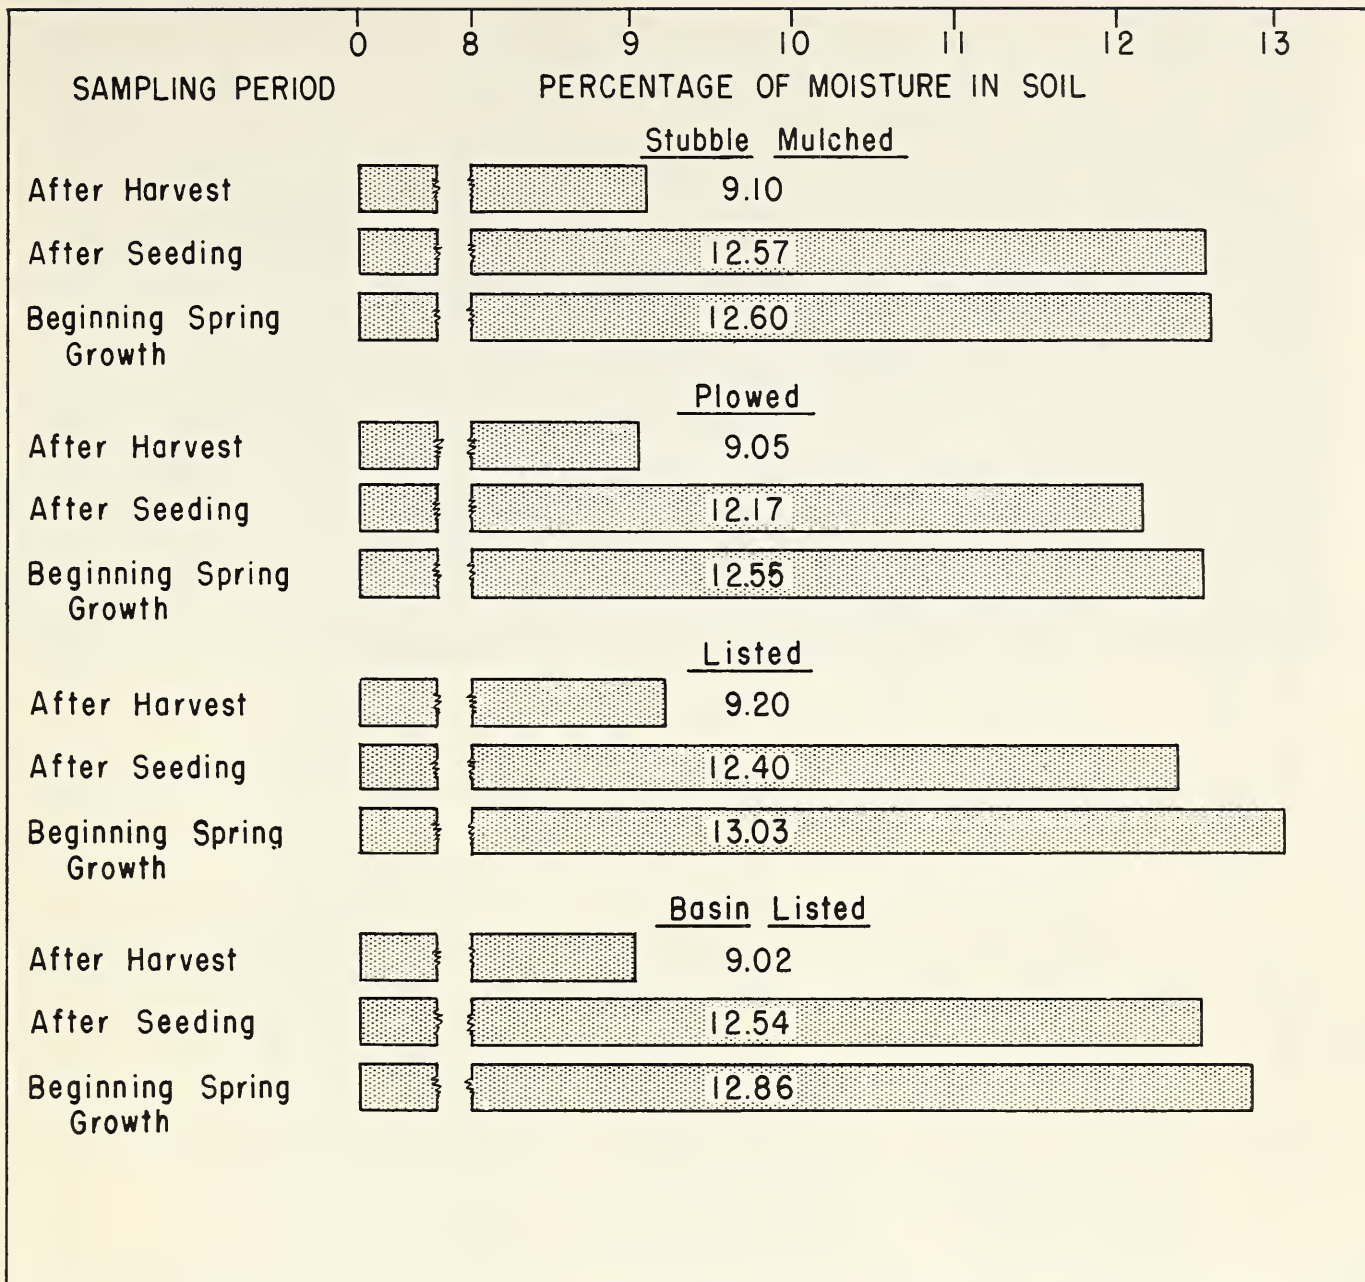 0 8 9 10 11 12 13
SAMPLING PERIOD PERCENTAGE OF MOISTURE IN SOIL
Stubble Mulched
After Harvest 9.10
After Seeding 12.57
Beginning Spring 12.60
Growth
Plowed
After Harvest 9.05
After Seeding 12.17
Beginning Spring 12.55
Growth
Listed
After Harvest 9.20
After Seeding 12.40
Beginning Spring 13.03
Growth
Basin Listed
After Harvest 9.02
After Seeding 12.54
Beginning Spring 12.86
Growth